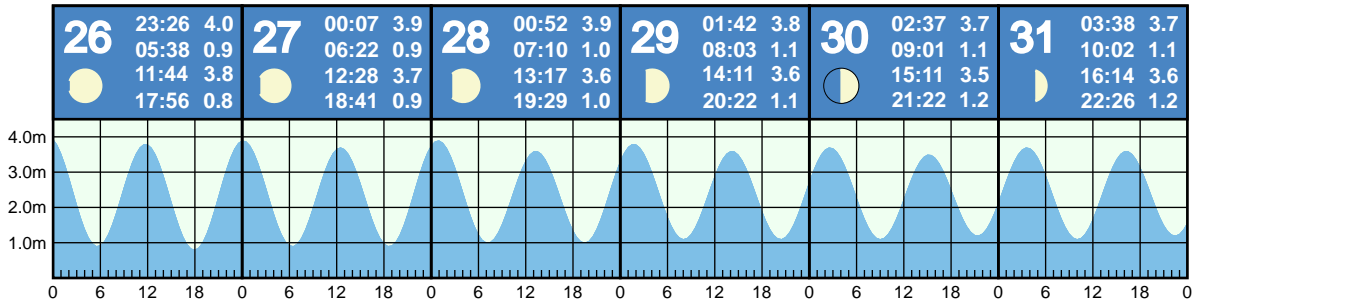 26 23:26 4.0 27 00:07 3.9 28 00:52 3.9 29 01:42 3.8 30 02:37 3.7 31 03:38 3.7
05:38 0.9 06:22 0.9 07:10 1.0 08:03 1.1 09:01 1.1 10:02 1.1
11:44 3.8 12:28 3.7 13:17 3.6 14:11 3.6 15:11 3.5 16:14 3.6
17:56 0.8 18:41 0.9 19:29 1.0 20:22 1.1 21:22 1.2 22:26 1.2
4.0m
3.0m
2.0m
1.0m
0 6 12 18 0 6 12 18 0 6 12 18 0 6 12 18 0 6 12 18 0 6 12 18 0